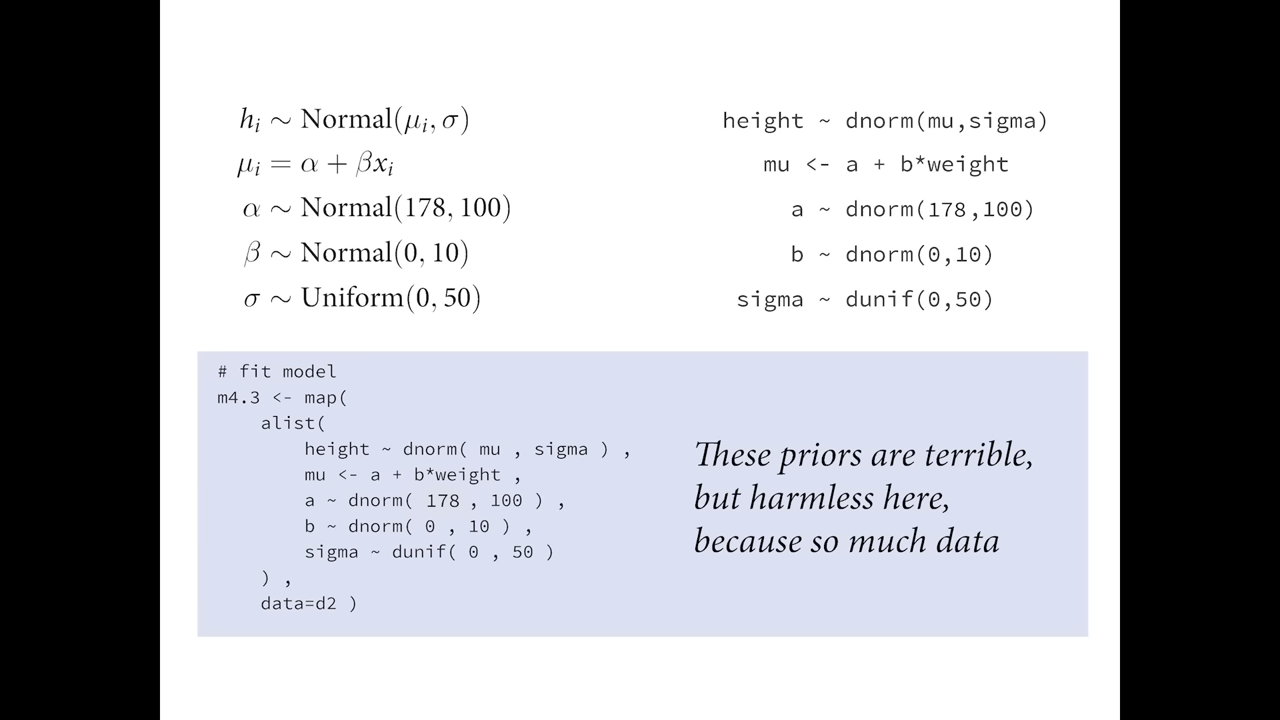 hᵢ ∼ Normal(μᵢ, σ)
μᵢ = α + βxᵢ
α ∼ Normal(178, 100)
β ∼ Normal(0, 10)
σ ∼ Uniform(0, 50)
height ~ dnorm(mu,sigma)
mu <- a + b*weight
a ~ dnorm(178,100)
b ~ dnorm(0,10)
sigma ~ dunif(0,50)
# fit model
m4.3 <- map(
    alist(
        height ~ dnorm( mu , sigma ) ,
        mu <- a + b*weight ,
        a ~ dnorm( 178 , 100 ) ,
        b ~ dnorm( 0 , 10 ) ,
        sigma ~ dunif( 0 , 50 )
    ) ,
    data=d2 )
These priors are terrible,
but harmless here,
because so much data